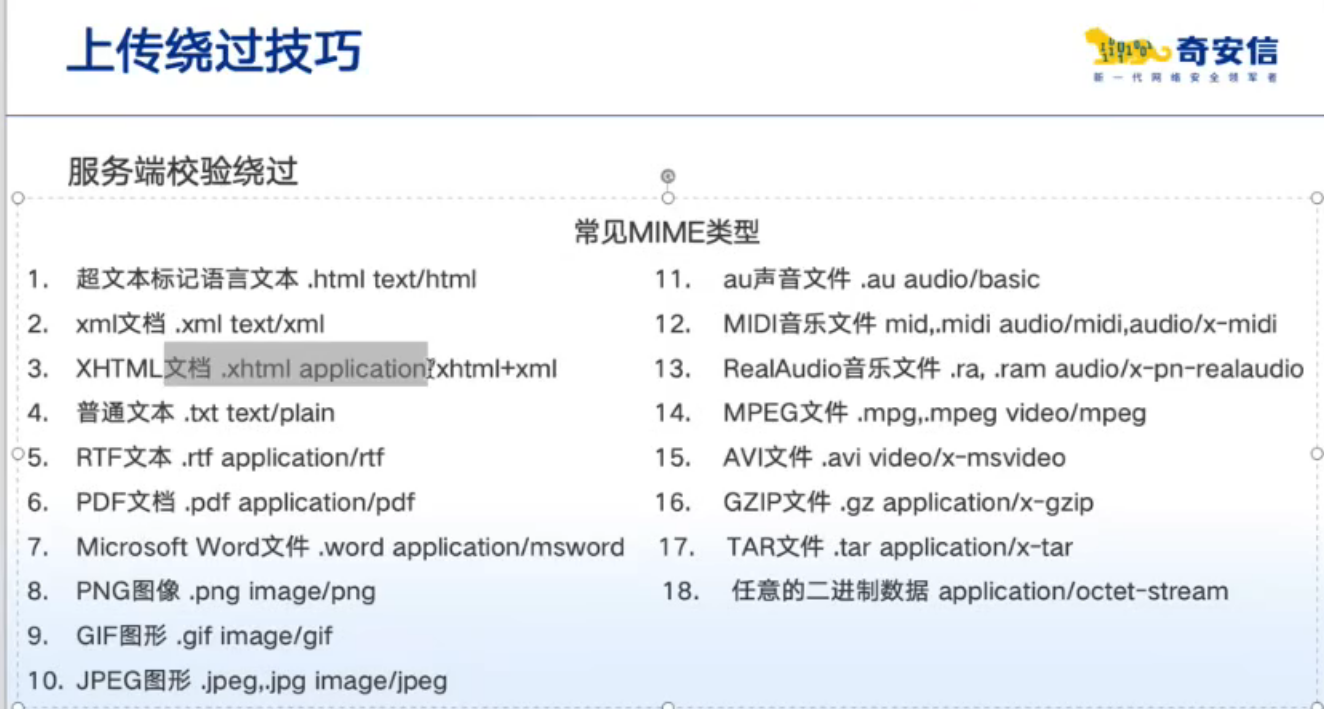 上传绕过技巧
奇安信
新一代网络安全领军者
服务端校验绕过
常见MIME类型
1. 超文本标记语言文本 .html text/html
2. xml文档 .xml text/xml
3. XHTML文档 .xhtml application/xhtml+xml
4. 普通文本 .txt text/plain
5. RTF文本 .rtf application/rtf
6. PDF文档 .pdf application/pdf
7. Microsoft Word文件 .word application/msword
8. PNG图像 .png image/png
9. GIF图形 .gif image/gif
10. JPEG图形 .jpeg,.jpg image/jpeg
11. au声音文件 .au audio/basic
12. MIDI音乐文件 mid,.midi audio/midi,audio/x-midi
13. RealAudio音乐文件 .ra, .ram audio/x-pn-realaudio
14. MPEG文件 .mpg,.mpeg video/mpeg
15. AVI文件 .avi video/x-msvideo
16. GZIP文件 .gz application/x-gzip
17. TAR文件 .tar application/x-tar
18. 任意的二进制数据 application/octet-stream